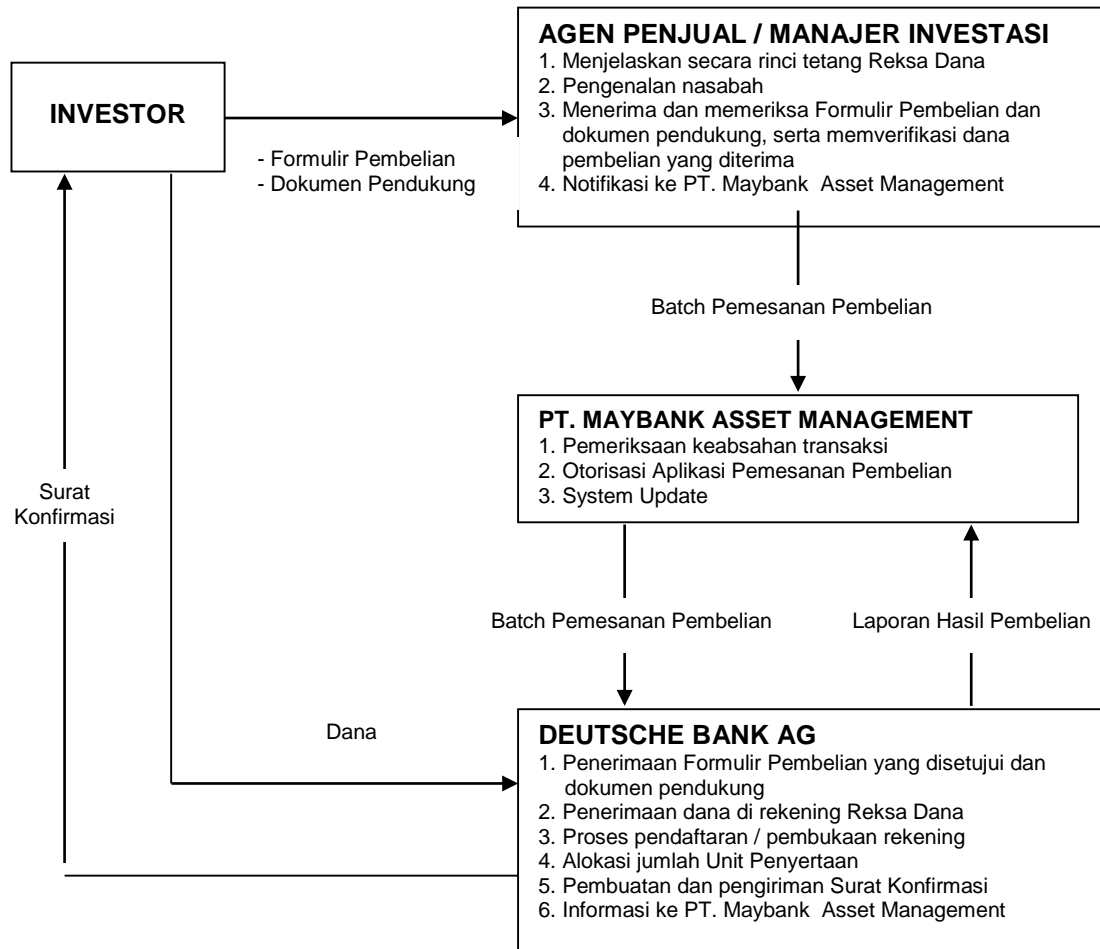 AGEN PENJUAL / MANAJER INVESTASI
1. Menjelaskan secara rinci tetang Reksa Dana
2. Pengenalan nasabah
3. Menerima dan memeriksa Formulir Pembelian dan
dokumen pendukung, serta memverifikasi dana
pembelian yang diterima
4. Notifikasi ke PT. Maybank Asset Management
INVESTOR
- Formulir Pembelian
- Dokumen Pendukung
Batch Pemesanan Pembelian
PT. MAYBANK ASSET MANAGEMENT
1. Pemeriksaan keabsahan transaksi
2. Otorisasi Aplikasi Pemesanan Pembelian
3. System Update
Surat
Konfirmasi
Batch Pemesanan Pembelian
Laporan Hasil Pembelian
Dana
DEUTSCHE BANK AG
1. Penerimaan Formulir Pembelian yang disetujui dan
dokumen pendukung
2. Penerimaan dana di rekening Reksa Dana
3. Proses pendaftaran / pembukaan rekening
4. Alokasi jumlah Unit Penyertaan
5. Pembuatan dan pengiriman Surat Konfirmasi
6. Informasi ke PT. Maybank Asset Management